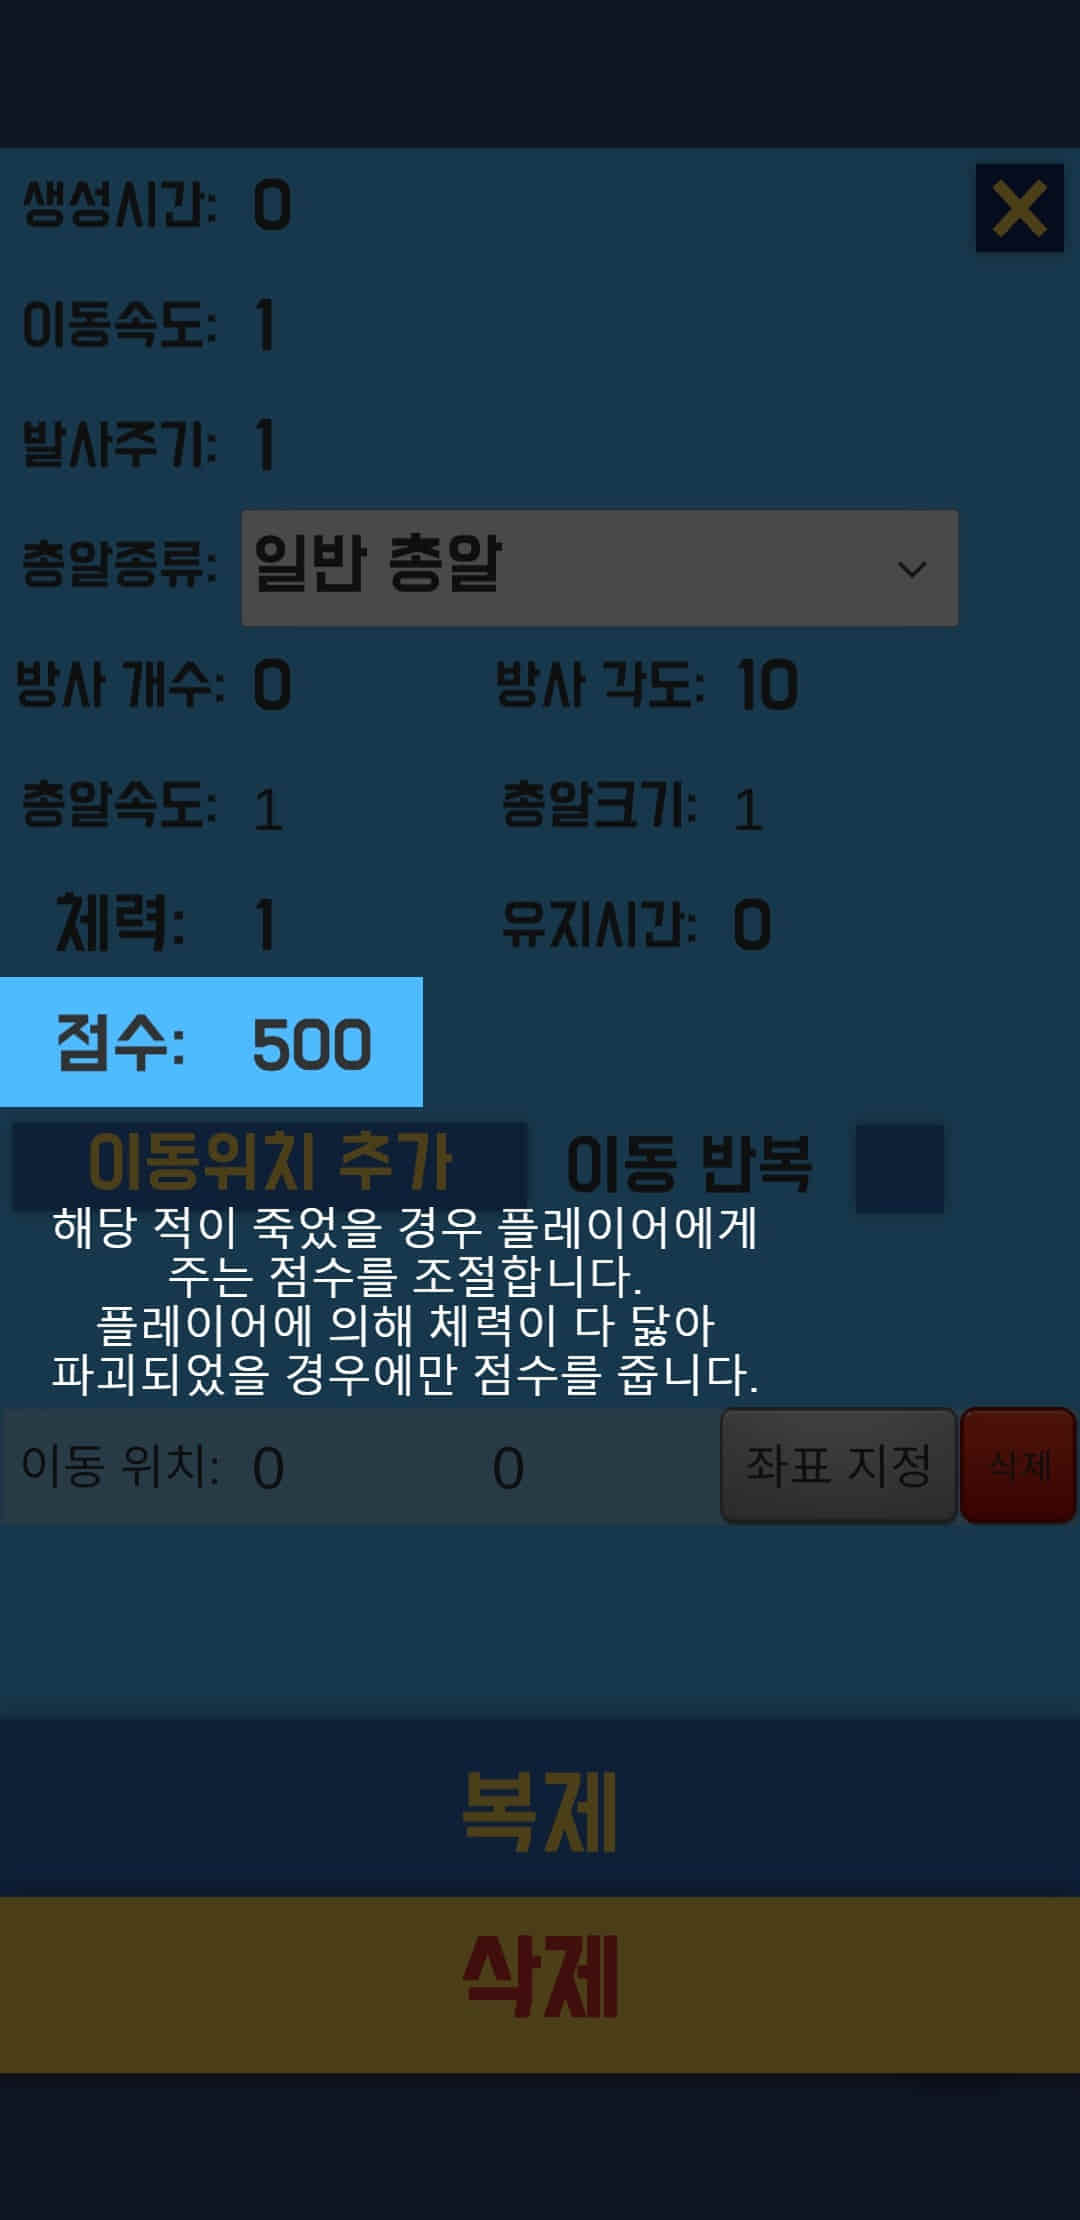 생성시간: 0
이동속도: 1
발사주기: 1
총알종류: 일반 총알
방사 개수: 0 방사 각도: 10
총알속도: 1 총알크기: 1
체력: 1 유지시간: 0
점수: 500
이동위치 추가 이동 반복
해당 적이 죽었을 경우 플레이어에게
주는 점수를 조절합니다.
플레이어에 의해 체력이 다 닳아
파괴되었을 경우에만 점수를 줍니다.
이동 위치: 0 0 좌표 지정 삭제
복제
삭제